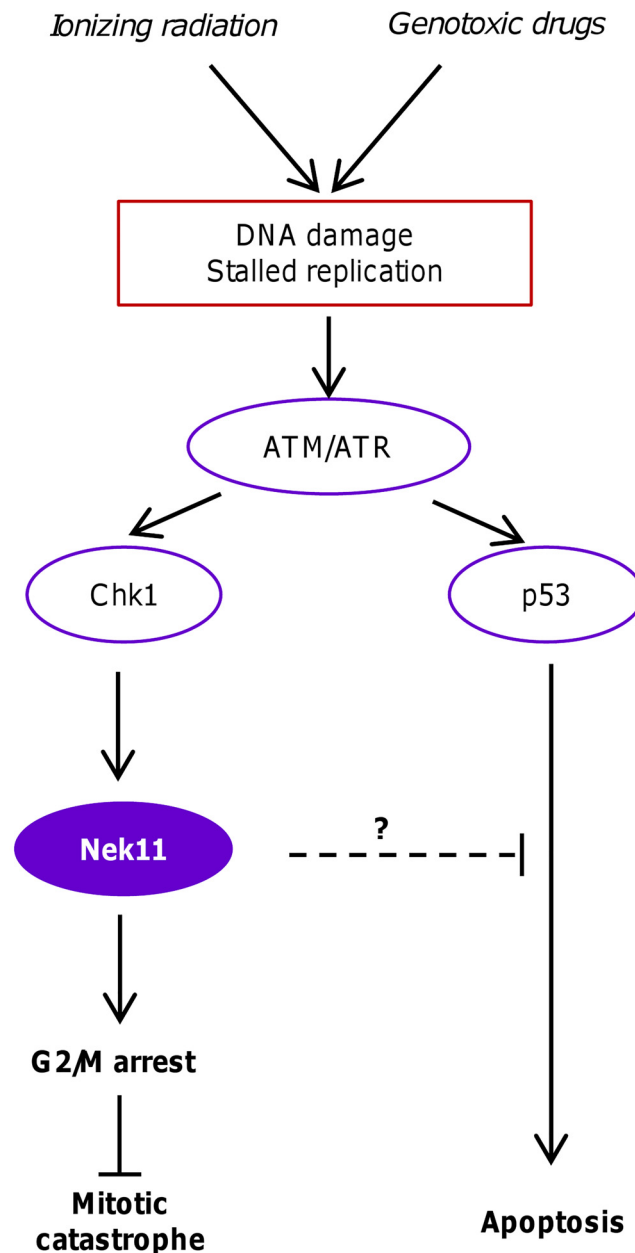 Ionizing radiation
Genotoxic drugs
DNA damage
Stalled replication
ATM/ATR
Chk1
p53
Nek11
?
G2/M arrest
Mitotic
catastrophe
Apoptosis